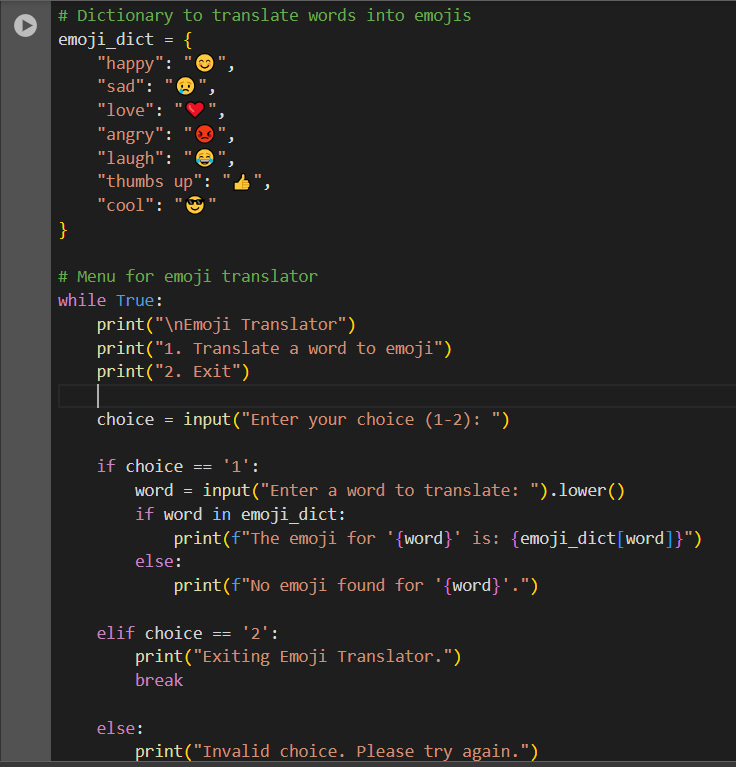 # Dictionary to translate words into emojis
emoji_dict = {
    "happy": "😊",
    "sad": "😢",
    "love": "❤️",
    "angry": "😡",
    "laugh": "😂",
    "thumbs up": "👍",
    "cool": "😎"
}

# Menu for emoji translator
while True:
    print("\nEmoji Translator")
    print("1. Translate a word to emoji")
    print("2. Exit")

    choice = input("Enter your choice (1-2): ")

    if choice == '1':
        word = input("Enter a word to translate: ").lower()
        if word in emoji_dict:
            print(f"The emoji for '{word}' is: {emoji_dict[word]}")
        else:
            print(f"No emoji found for '{word}'.")

    elif choice == '2':
        print("Exiting Emoji Translator.")
        break

    else:
        print("Invalid choice. Please try again.")